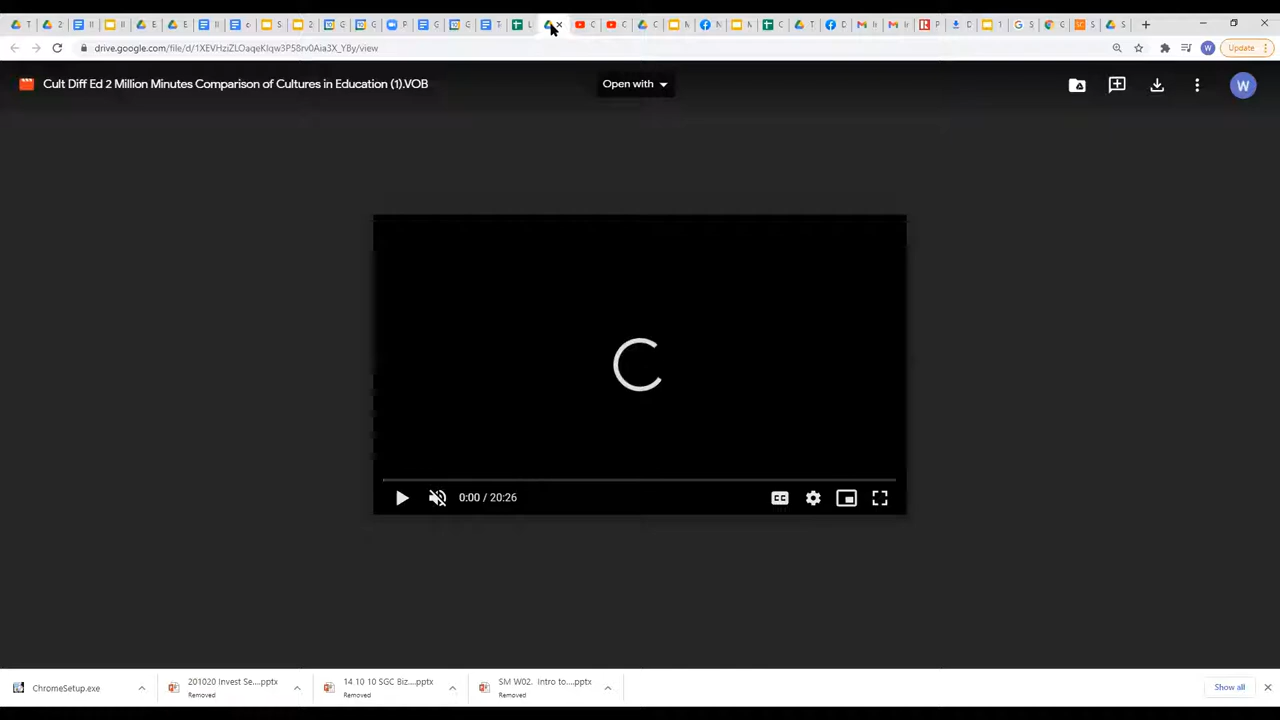 drive.google.com/file/d/1XEVHziZLOaqeKIqw3P58rv0Aia3X_YBy/view
Update
Cult Diff Ed 2 Million Minutes Comparison of Cultures in Education (1).VOB
Open with
W
0:00 / 20:26
CC
ChromeSetup.exe
201020 Invest Se....pptx
Removed
14 10 10 SGC Biz....pptx
Removed
SM W02. Intro to....pptx
Removed
Show all